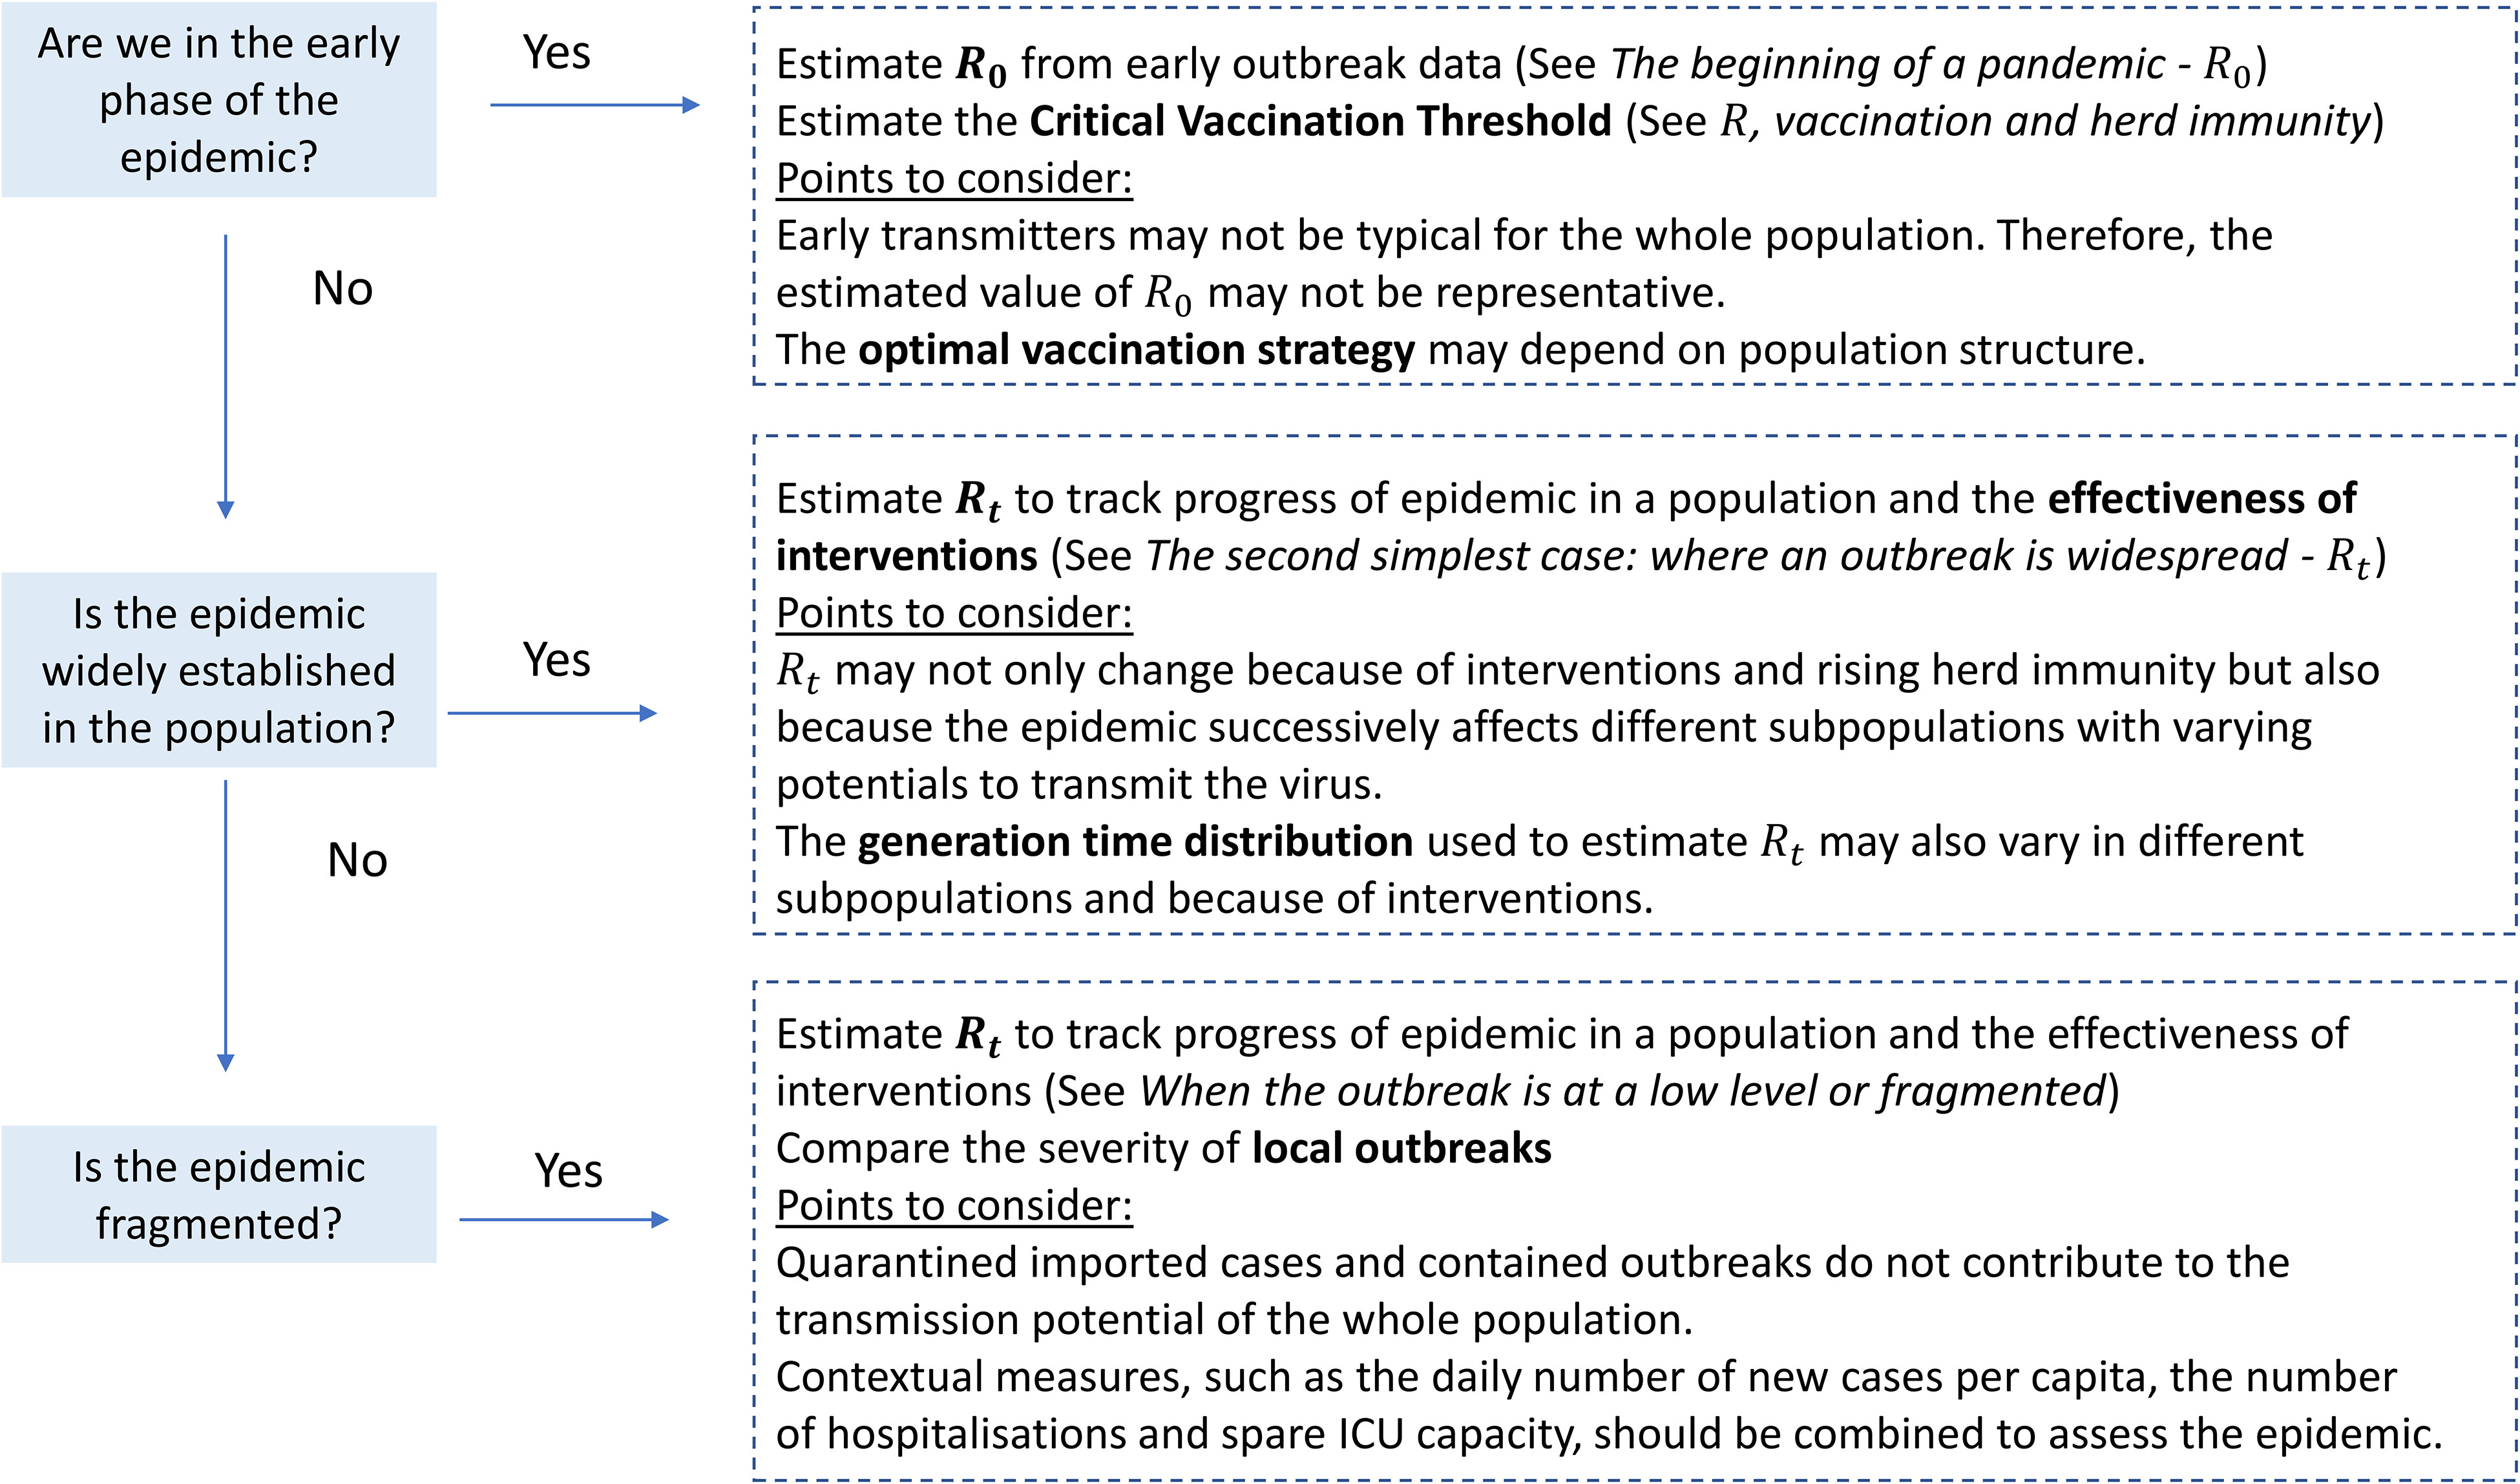 Are we in the early
phase of the
epidemic?
Yes
Estimate R₀ from early outbreak data (See The beginning of a pandemic - R₀)
Estimate the Critical Vaccination Threshold (See R, vaccination and herd immunity)
Points to consider:
Early transmitters may not be typical for the whole population. Therefore, the
estimated value of R₀ may not be representative.
The optimal vaccination strategy may depend on population structure.
No
Is the epidemic
widely established
in the population?
Yes
Estimate Rₜ to track progress of epidemic in a population and the effectiveness of
interventions (See The second simplest case: where an outbreak is widespread - Rₜ)
Points to consider:
Rₜ may not only change because of interventions and rising herd immunity but also
because the epidemic successively affects different subpopulations with varying
potentials to transmit the virus.
The generation time distribution used to estimate Rₜ may also vary in different
subpopulations and because of interventions.
No
Is the epidemic
fragmented?
Yes
Estimate Rₜ to track progress of epidemic in a population and the effectiveness of
interventions (See When the outbreak is at a low level or fragmented)
Compare the severity of local outbreaks
Points to consider:
Quarantined imported cases and contained outbreaks do not contribute to the
transmission potential of the whole population.
Contextual measures, such as the daily number of new cases per capita, the number
of hospitalisations and spare ICU capacity, should be combined to assess the epidemic.